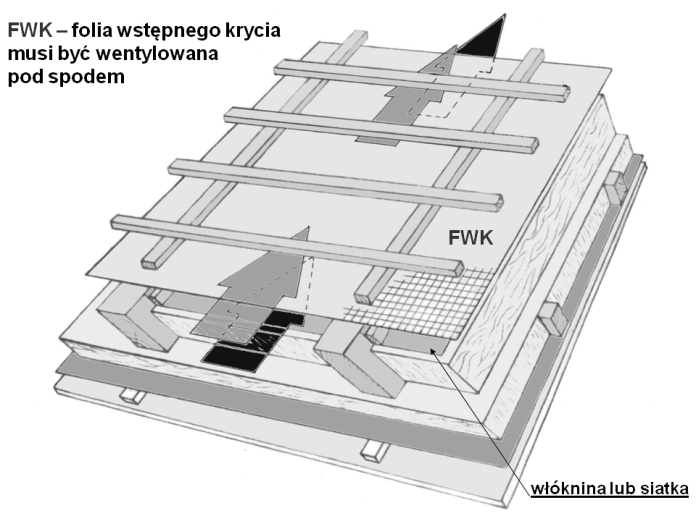 FWK – folia wstępnego krycia
musi być wentylowana
pod spodem
FWK
włóknina lub siatka